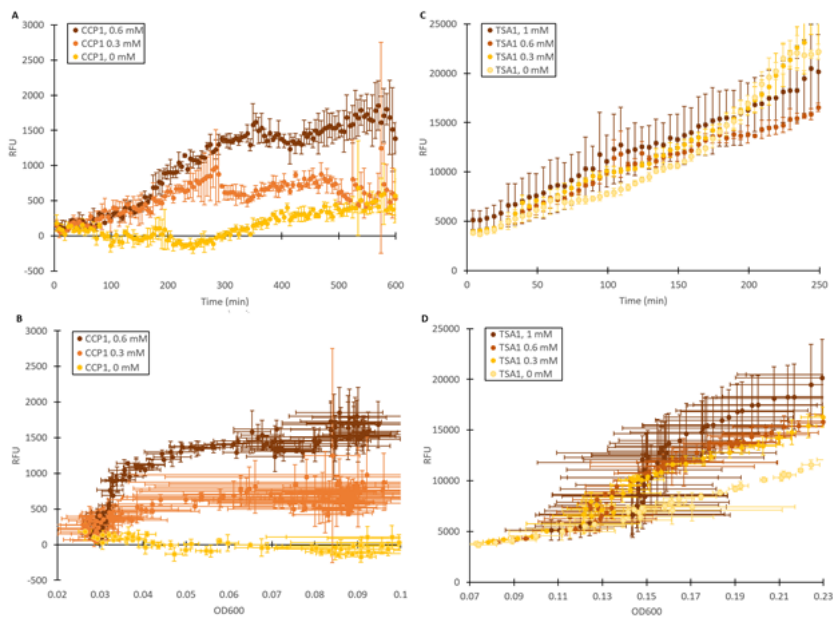 A
3000
2500
2000
1500
1000
500
0
-500
RFU
CCP1, 0.6 mM
CCP1 0.3 mM
CCP1, 0 mM
0 100 200 300 400 500 600
Time (min)
C
25000
20000
15000
10000
5000
0
RFU
TSA1, 1 mM
TSA1 0.6 mM
TSA1 0.3 mM
TSA1, 0 mM
0 50 100 150 200 250
Time (min)
B
3000
2500
2000
1500
1000
500
0
-500
RFU
CCP1, 0.6 mM
CCP1 0.3 mM
CCP1, 0 mM
0.02 0.03 0.04 0.05 0.06 0.07 0.08 0.09 0.1
OD600
D
25000
20000
15000
10000
5000
0
RFU
TSA1, 1 mM
TSA1 0.6 mM
TSA1 0.3 mM
TSA1, 0 mM
0.07 0.09 0.11 0.13 0.15 0.17 0.19 0.21 0.23
OD600